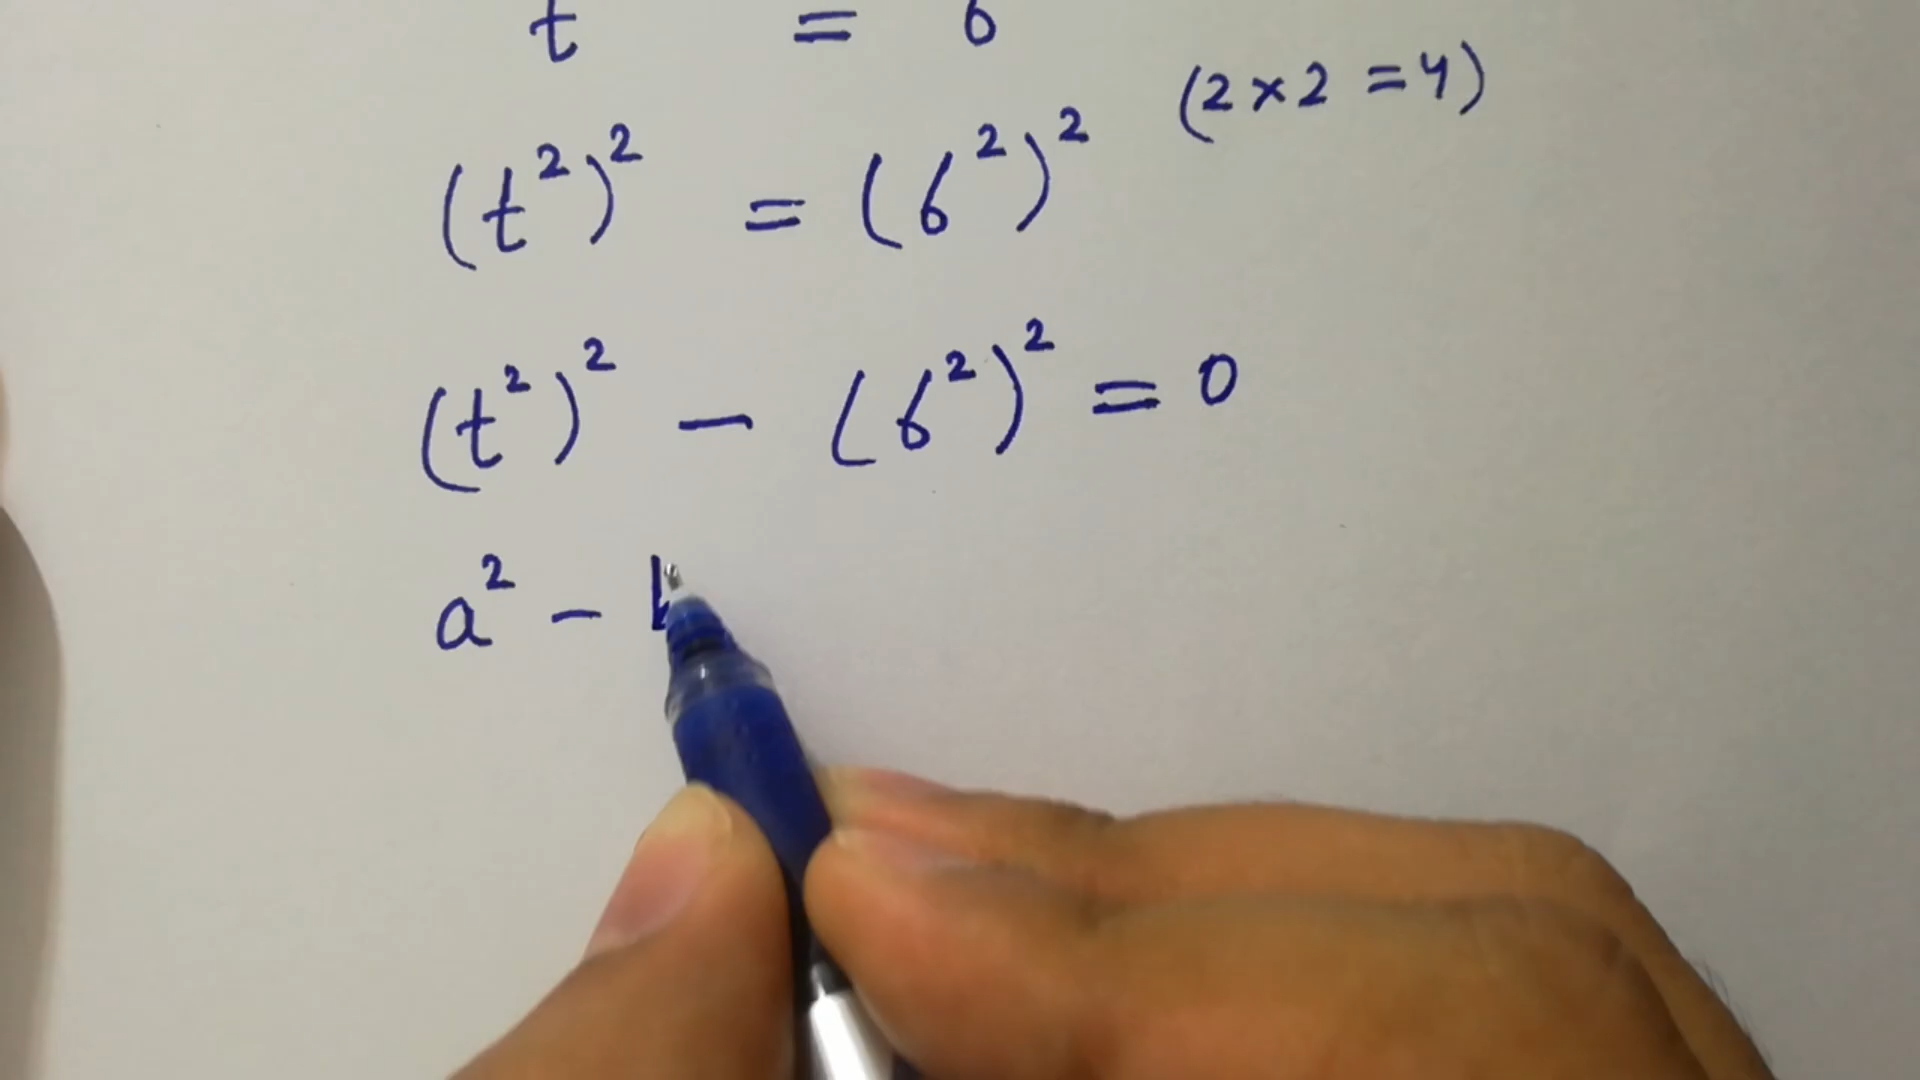 t = 6
(2 × 2 = 4)
(t²)² = (6²)²
(t²)² - (6²)² = 0
a² -